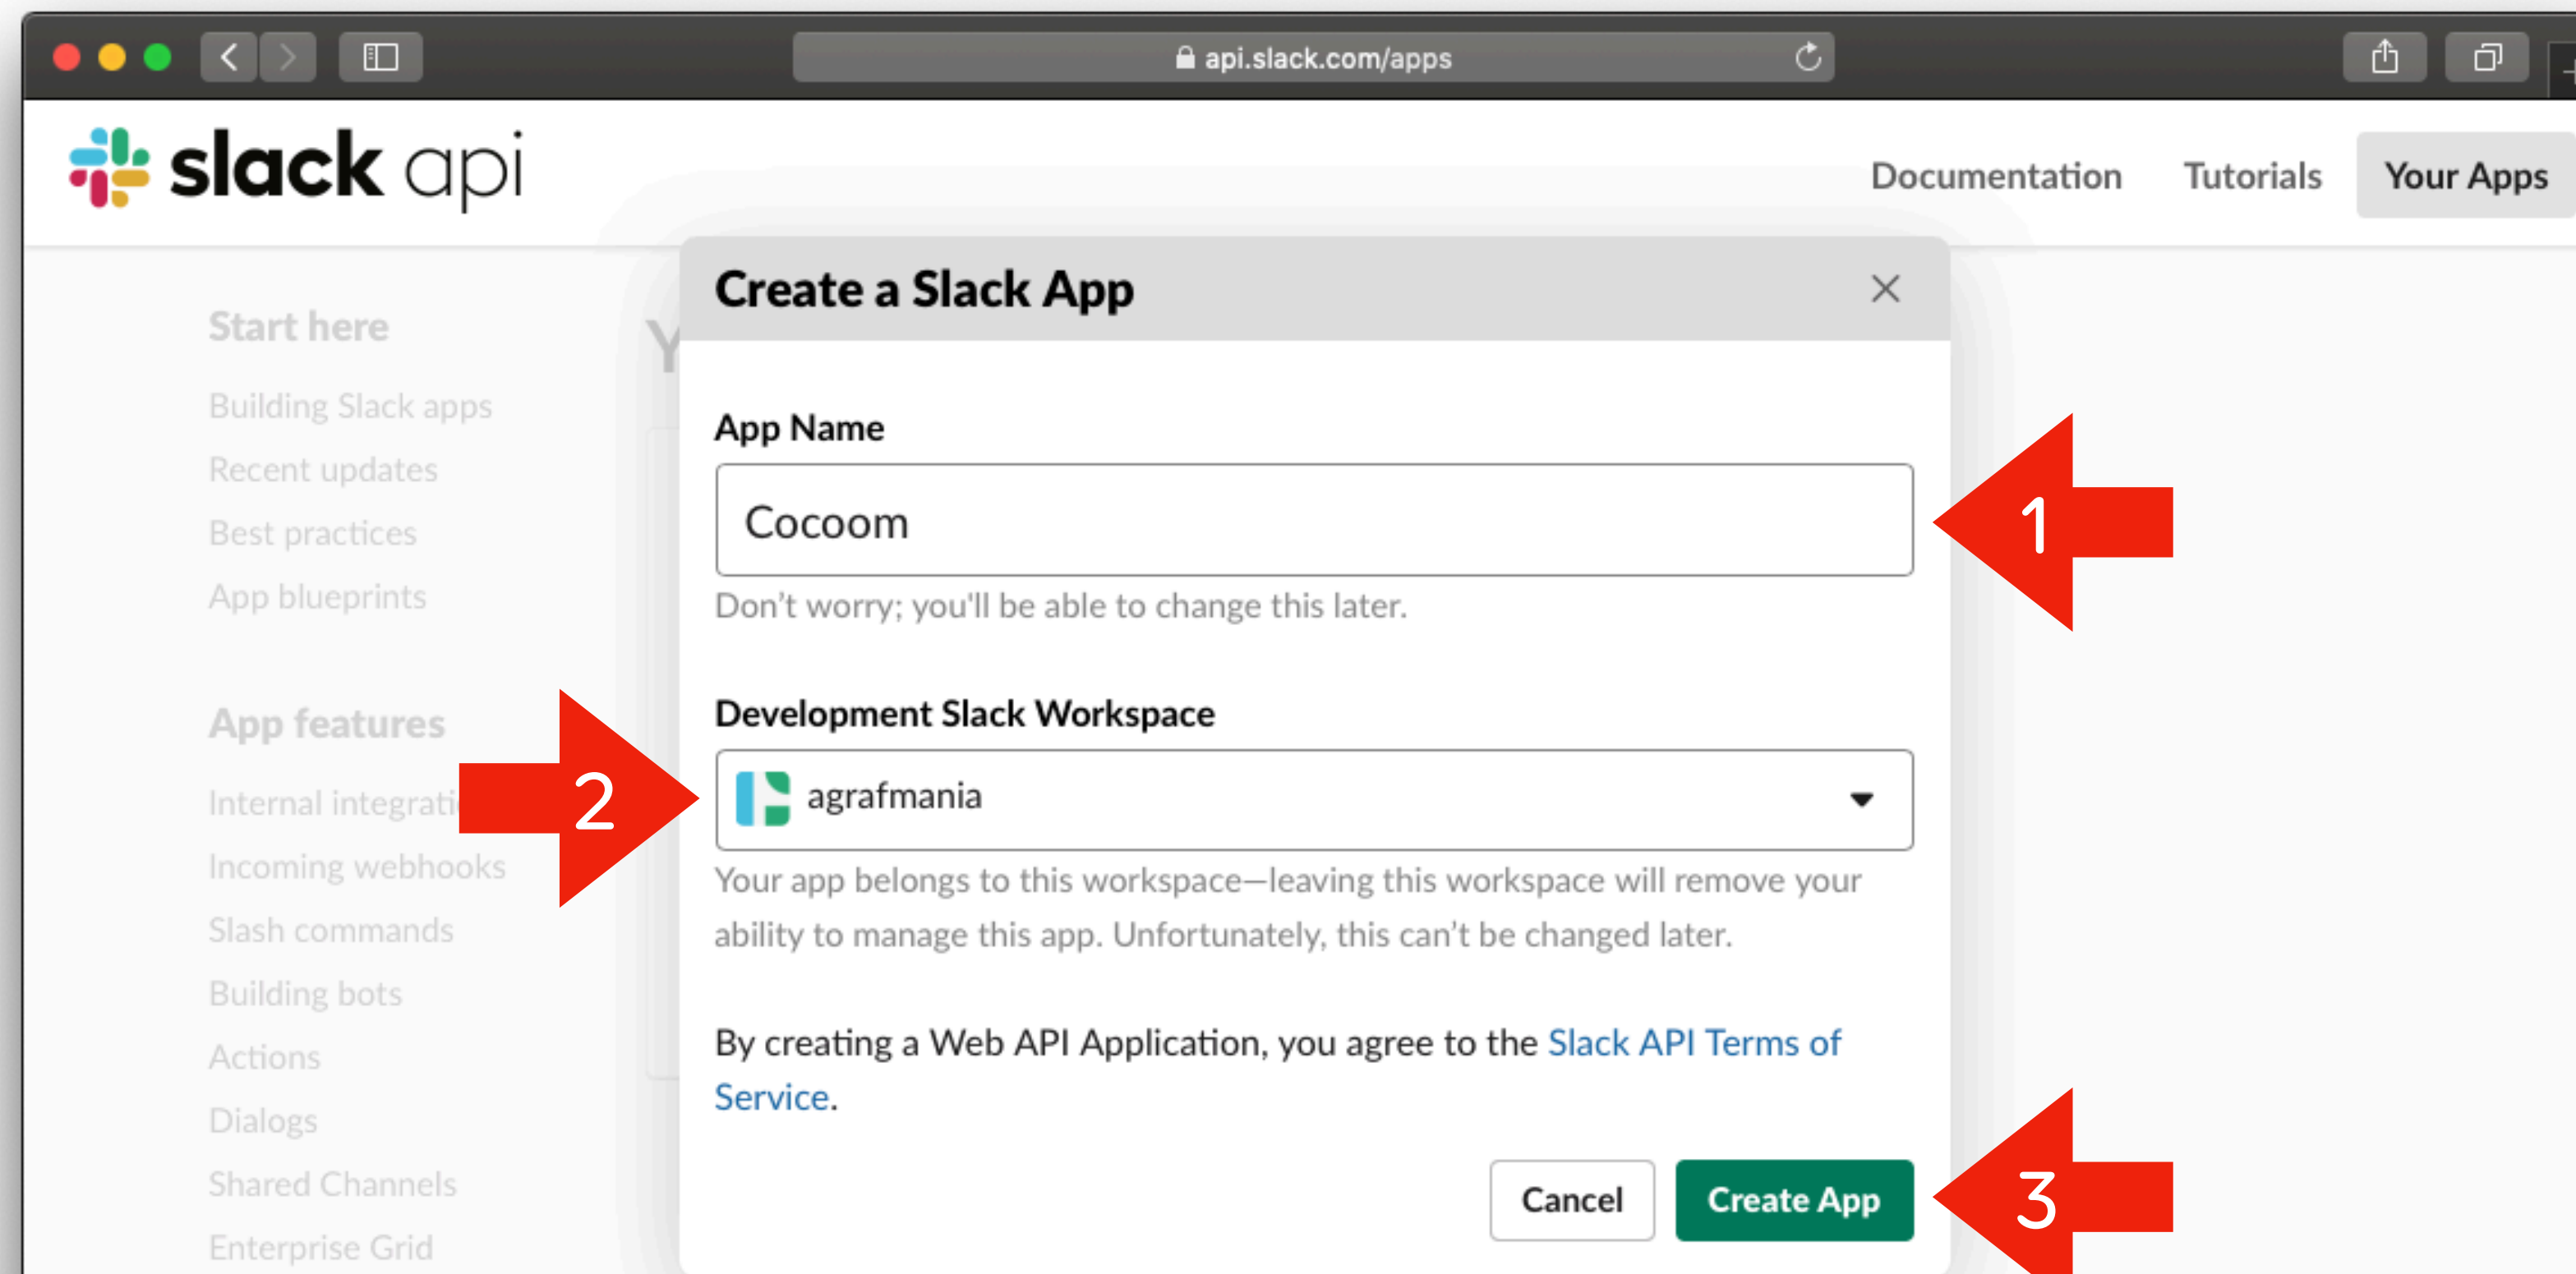 api.slack.com/apps
slack api
Documentation Tutorials Your Apps
Start here
Building Slack apps
Recent updates
Best practices
App blueprints
App features
Incoming webhooks
Slash commands
Building bots
Actions
Dialogs
Shared Channels
Enterprise Grid
Create a Slack App
App Name
Cocoom
1
Don't worry; you'll be able to change this later.
Development Slack Workspace
2
agrafmania
Your app belongs to this workspace—leaving this workspace will remove your
ability to manage this app. Unfortunately, this can't be changed later.
By creating a Web API Application, you agree to the Slack API Terms of
Service.
Cancel Create App
3